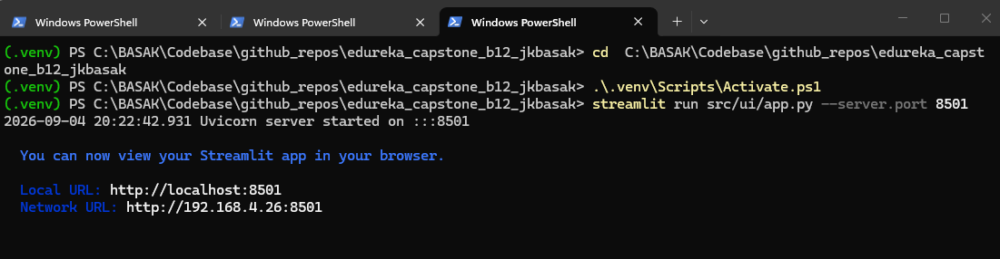 Windows PowerShell
Windows PowerShell
Windows PowerShell
(.venv) PS C:\BASAK\Codebase\github_repos\edureka_capstone_b12_jkbasak> cd  C:\BASAK\Codebase\github_repos\edureka_capst
one_b12_jkbasak
(.venv) PS C:\BASAK\Codebase\github_repos\edureka_capstone_b12_jkbasak> .\.venv\Scripts\Activate.ps1
(.venv) PS C:\BASAK\Codebase\github_repos\edureka_capstone_b12_jkbasak> streamlit run src/ui/app.py --server.port 8501
2026-09-04 20:22:42.931 Uvicorn server started on :::8501
You can now view your Streamlit app in your browser.
Local URL: http://localhost:8501
Network URL: http://192.168.4.26:8501